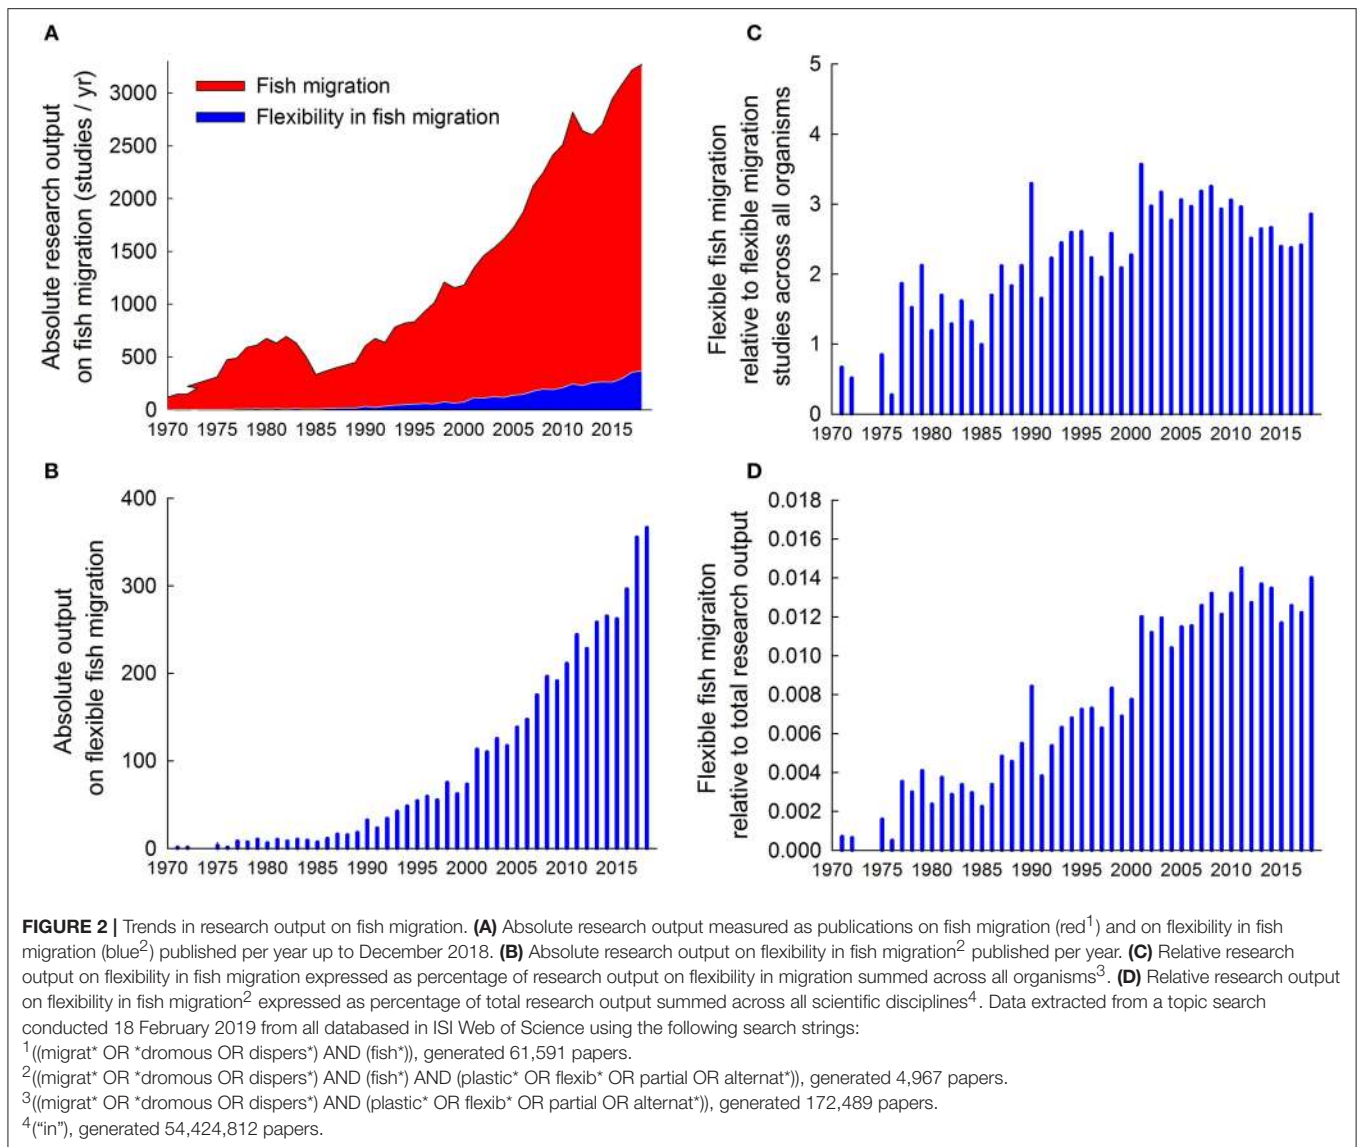 A
Absolute research output
on fish migration (studies / yr)
3000
2500
2000
1500
1000
500
0
Fish migration
Flexibility in fish migration
1970 1975 1980 1985 1990 1995 2000 2005 2010 2015
B
Absolute output
on flexible fish migration
400
300
200
100
0
1970 1975 1980 1985 1990 1995 2000 2005 2010 2015
C
Flexible fish migration
relative to flexible migration
studies across all organisms
5
4
3
2
1
0
1970 1975 1980 1985 1990 1995 2000 2005 2010 2015
D
Flexible fish migraiton
relative to total research output
0.018
0.016
0.014
0.012
0.010
0.008
0.006
0.004
0.002
0.000
1970 1975 1980 1985 1990 1995 2000 2005 2010 2015
FIGURE 2 | Trends in research output on fish migration. (A) Absolute research output measured as publications on fish migration (red1) and on flexibility in fish
migration (blue2) published per year up to December 2018. (B) Absolute research output on flexibility in fish migration2 published per year. (C) Relative research
output on flexibility in fish migration expressed as percentage of research output on flexibility in migration summed across all organisms3. (D) Relative research output
on flexibility in fish migration2 expressed as percentage of total research output summed across all scientific disciplines4. Data extracted from a topic search
conducted 18 February 2019 from all databased in ISI Web of Science using the following search strings:
1((migrat* OR *dromous OR dispers*) AND (fish*)), generated 61,591 papers.
2((migrat* OR *dromous OR dispers*) AND (fish*) AND (plastic* OR flexib* OR partial OR alternat*)), generated 4,967 papers.
3((migrat* OR *dromous OR dispers*) AND (plastic* OR flexib* OR partial OR alternat*)), generated 172,489 papers.
4("in"), generated 54,424,812 papers.